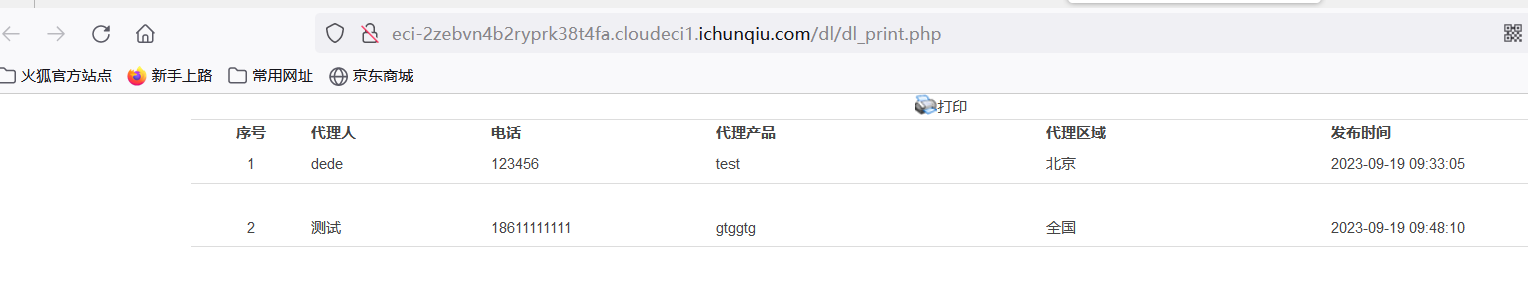 eci-2zebvn4b2ryprk38t4fa.cloudeci1.ichunqiu.com/dl/dl_print.php
火狐官方站点 新手上路 常用网址 京东商城
打印
序号 代理人 电话 代理产品 代理区域 发布时间
1 dede 123456 test 北京 2023-09-19 09:33:05
2 测试 18611111111 gtggtg 全国 2023-09-19 09:48:10